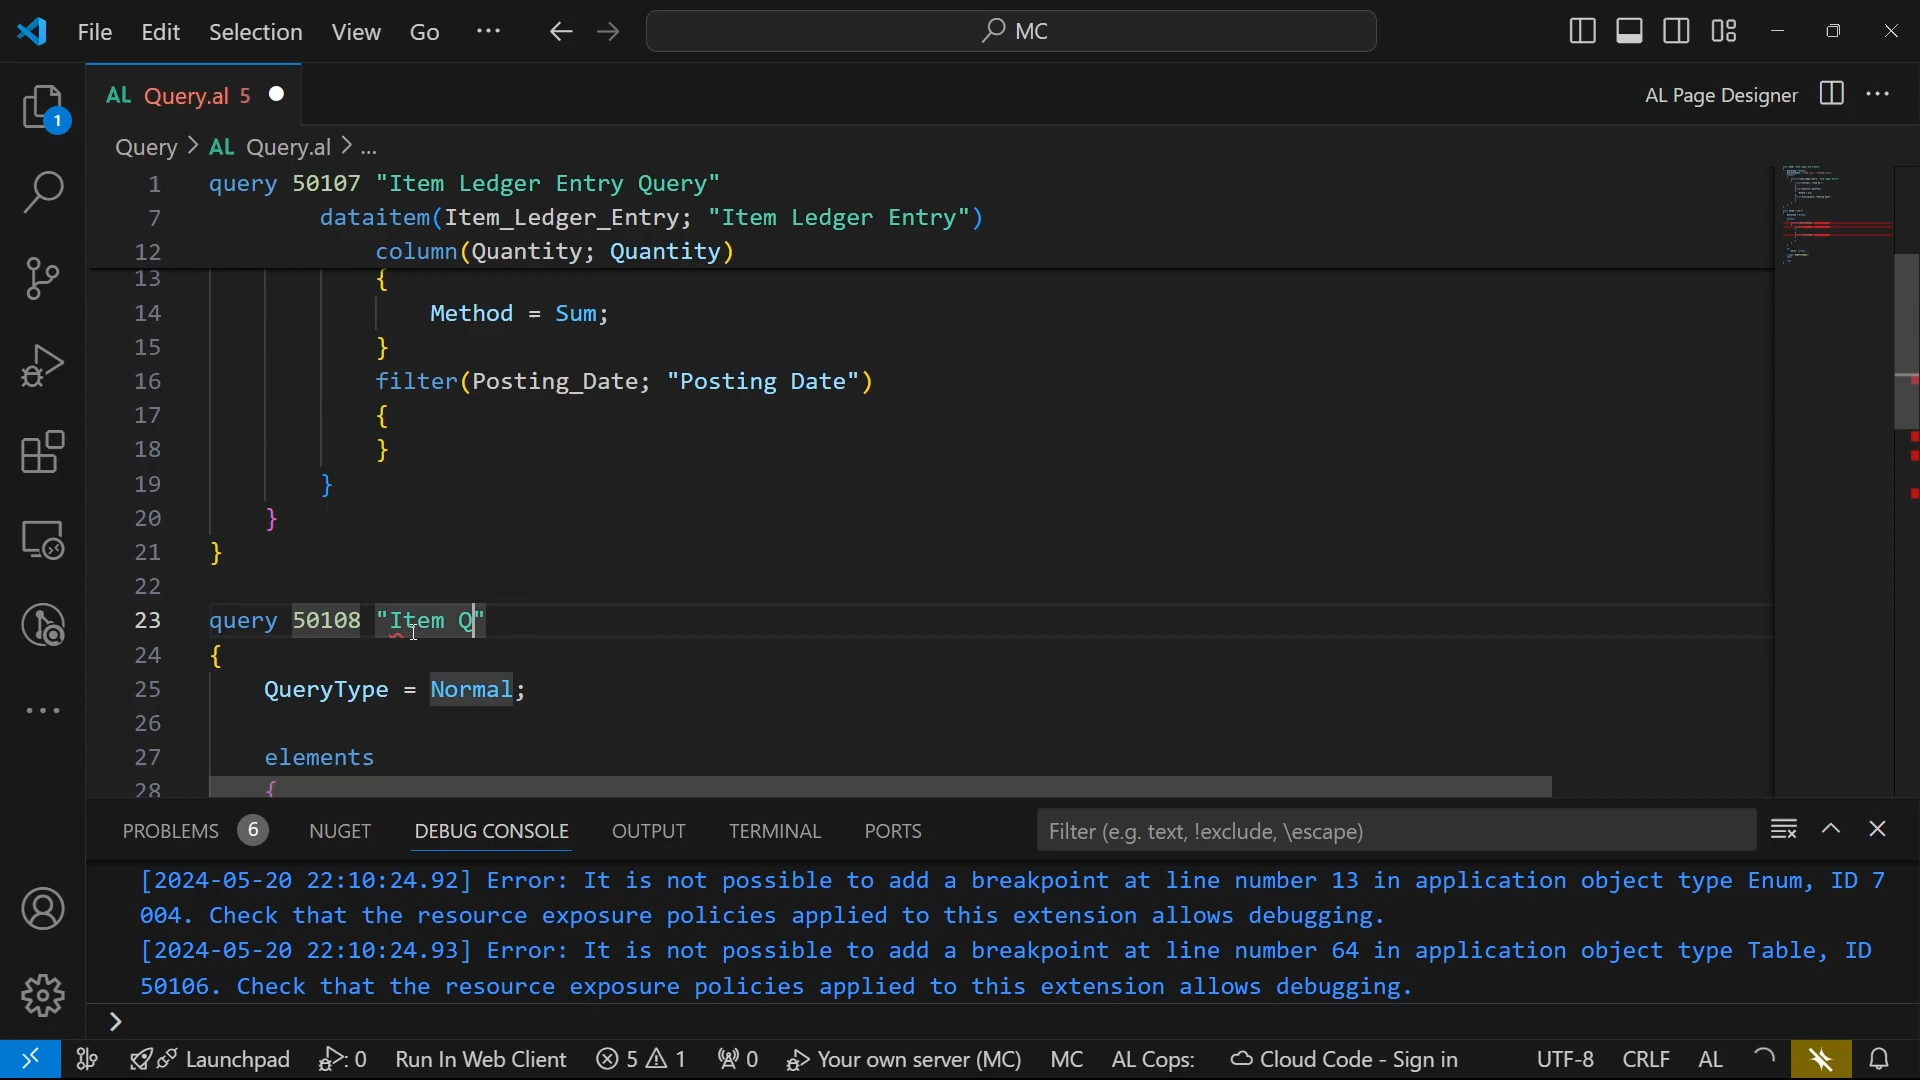 File Edit Selection View Go ··· MC
AL Query.al 5 AL Page Designer ···
Query > AL Query.al > ...
1 query 50107 "Item Ledger Entry Query"
7 dataitem(Item_Ledger_Entry; "Item Ledger Entry")
12 column(Quantity; Quantity)
13 {
14 Method = Sum;
15 }
16 filter(Posting_Date; "Posting Date")
17 {
18 }
19 }
20 }
21 }
22
23 query 50108 "Item Q"
24 {
25 QueryType = Normal;
26
27 elements
28 {
PROBLEMS 6 NUGET DEBUG CONSOLE OUTPUT TERMINAL PORTS Filter (e.g. text, !exclude, \escape)
[2024-05-20 22:10:24.92] Error: It is not possible to add a breakpoint at line number 13 in application object type Enum, ID 7
004. Check that the resource exposure policies applied to this extension allows debugging.
[2024-05-20 22:10:24.93] Error: It is not possible to add a breakpoint at line number 64 in application object type Table, ID
50106. Check that the resource exposure policies applied to this extension allows debugging.
>
Launchpad : 0 Run In Web Client 5 1 0 Your own server (MC) MC AL Cops: Cloud Code - Sign in UTF-8 CRLF AL
1